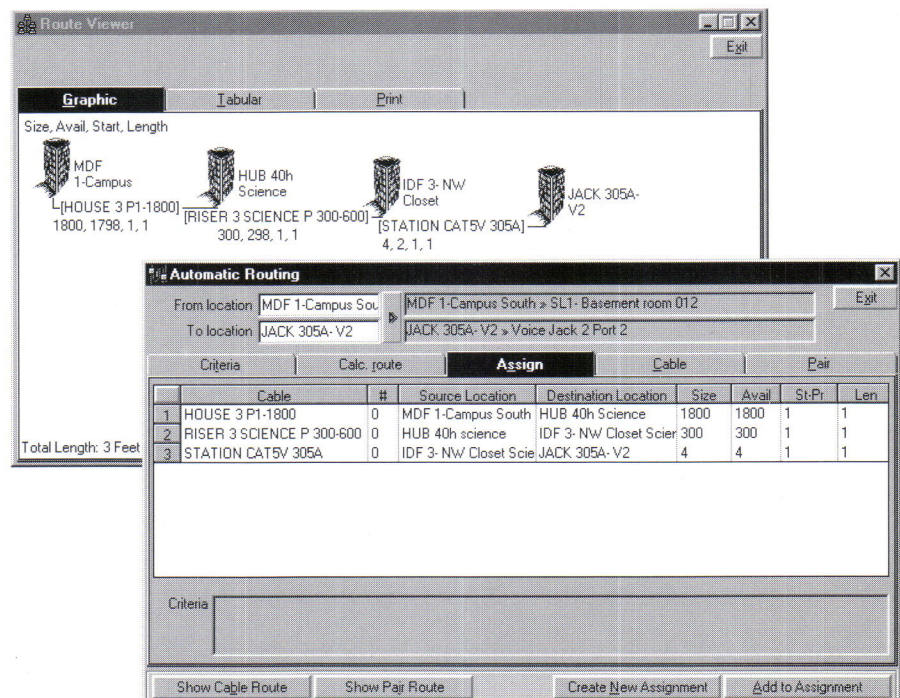 Route Viewer
Exit
Graphic Tabular Print
Size, Avail, Start, Length
MDF
1-Campus
HUB 40h
Science
IDF 3- NW
Closet
JACK 305A-
V2
[HOUSE 3 P1-1800]
1800, 1798, 1, 1
[RISER 3 SCIENCE P 300-600]
300, 298, 1, 1
[STATION CAT5V 305A]
4, 2, 1, 1
Total Length: 3 Feet
Automatic Routing
Exit
From location MDF 1-Campus Sou MDF 1-Campus South » SL1- Basement room 012
To location JACK 305A- V2 JACK 305A- V2 » Voice Jack 2 Port 2
Criteria Calc. route Assign Cable Pair
Cable # Source Location Destination Location Size Avail St-Pr Len
1 HOUSE 3 P1-1800 0 MDF 1-Campus South HUB 40h Science 1800 1800 1 1
2 RISER 3 SCIENCE P 300-600 0 HUB 40h science IDF 3- NW Closet Scier 300 300 1 1
3 STATION CAT5V 305A 0 IDF 3- NW Closet Scie JACK 305A- V2 4 4 1 1
Criteria
Show Cable Route Show Pair Route Create New Assignment Add to Assignment